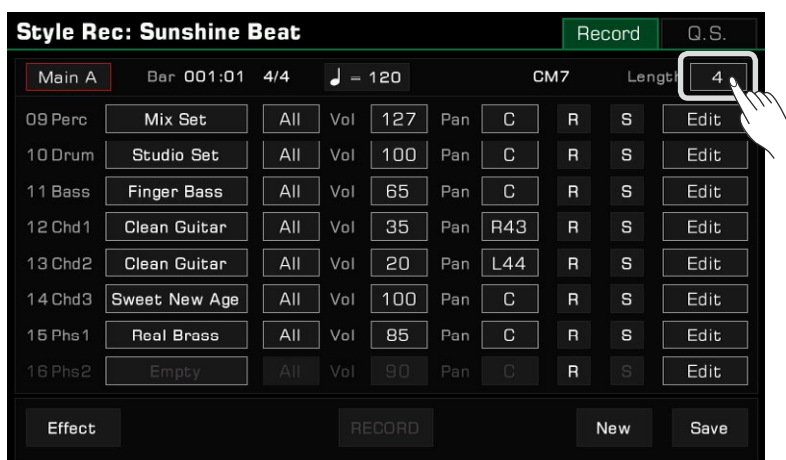 Style Rec: Sunshine Beat Record Q.S.
Main A Bar 001:01 4/4 ♩= 120 CM7 Length 4
09 Perc Mix Set All Vol 127 Pan C R S Edit
10 Drum Studio Set All Vol 100 Pan C R S Edit
11 Bass Finger Bass All Vol 65 Pan C R S Edit
12 Chd1 Clean Guitar All Vol 35 Pan R43 R S Edit
13 Chd2 Clean Guitar All Vol 20 Pan L44 R S Edit
14 Chd3 Sweet New Age All Vol 100 Pan C R S Edit
15 Phs1 Real Brass All Vol 85 Pan C R S Edit
16 Phs2 Empty All Vol 90 Pan C R S Edit
Effect RECORD New Save